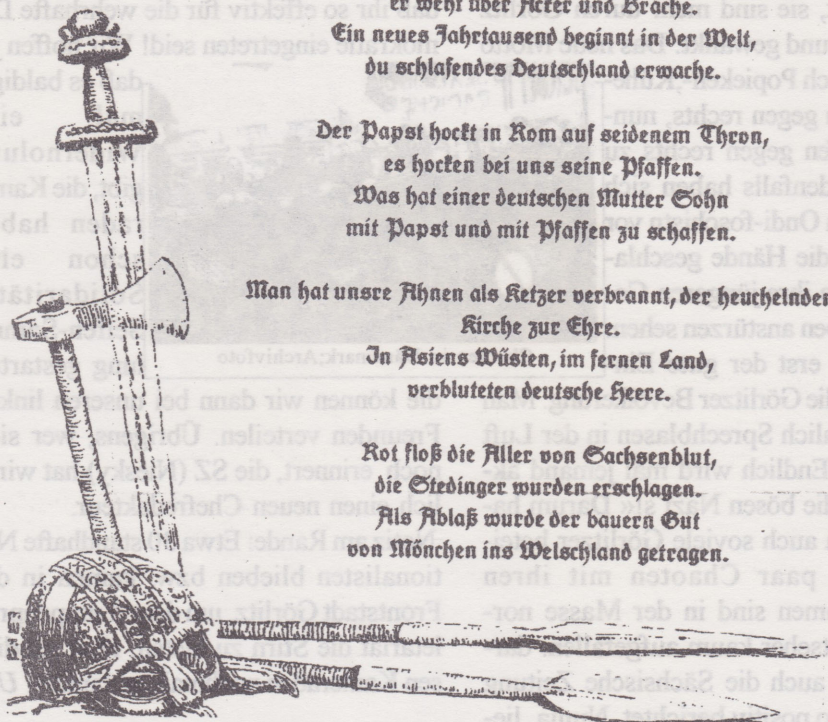 er weht über Äcker und Brache.
Ein neues Jahrtausend beginnt in der Welt,
du schlafendes Deutschland erwache.
Der Papst hockt in Rom auf seidenem Thron,
es hocken bei uns seine Pfaffen.
Was hat einer deutschen Mutter Sohn
mit Papst und mit Pfaffen zu schaffen.
Man hat unsre Ahnen als Ketzer verbrannt, der heuchelnden
Kirche zur Ehre.
In Asiens Wüsten, im fernen Land,
verbluteten deutsche Heere.
Rot floß die Aller von Sachsenblut,
die Stedinger wurden erschlagen.
Als Ablaß wurde der bauern Gut
von Mönchen ins Welschland getragen.